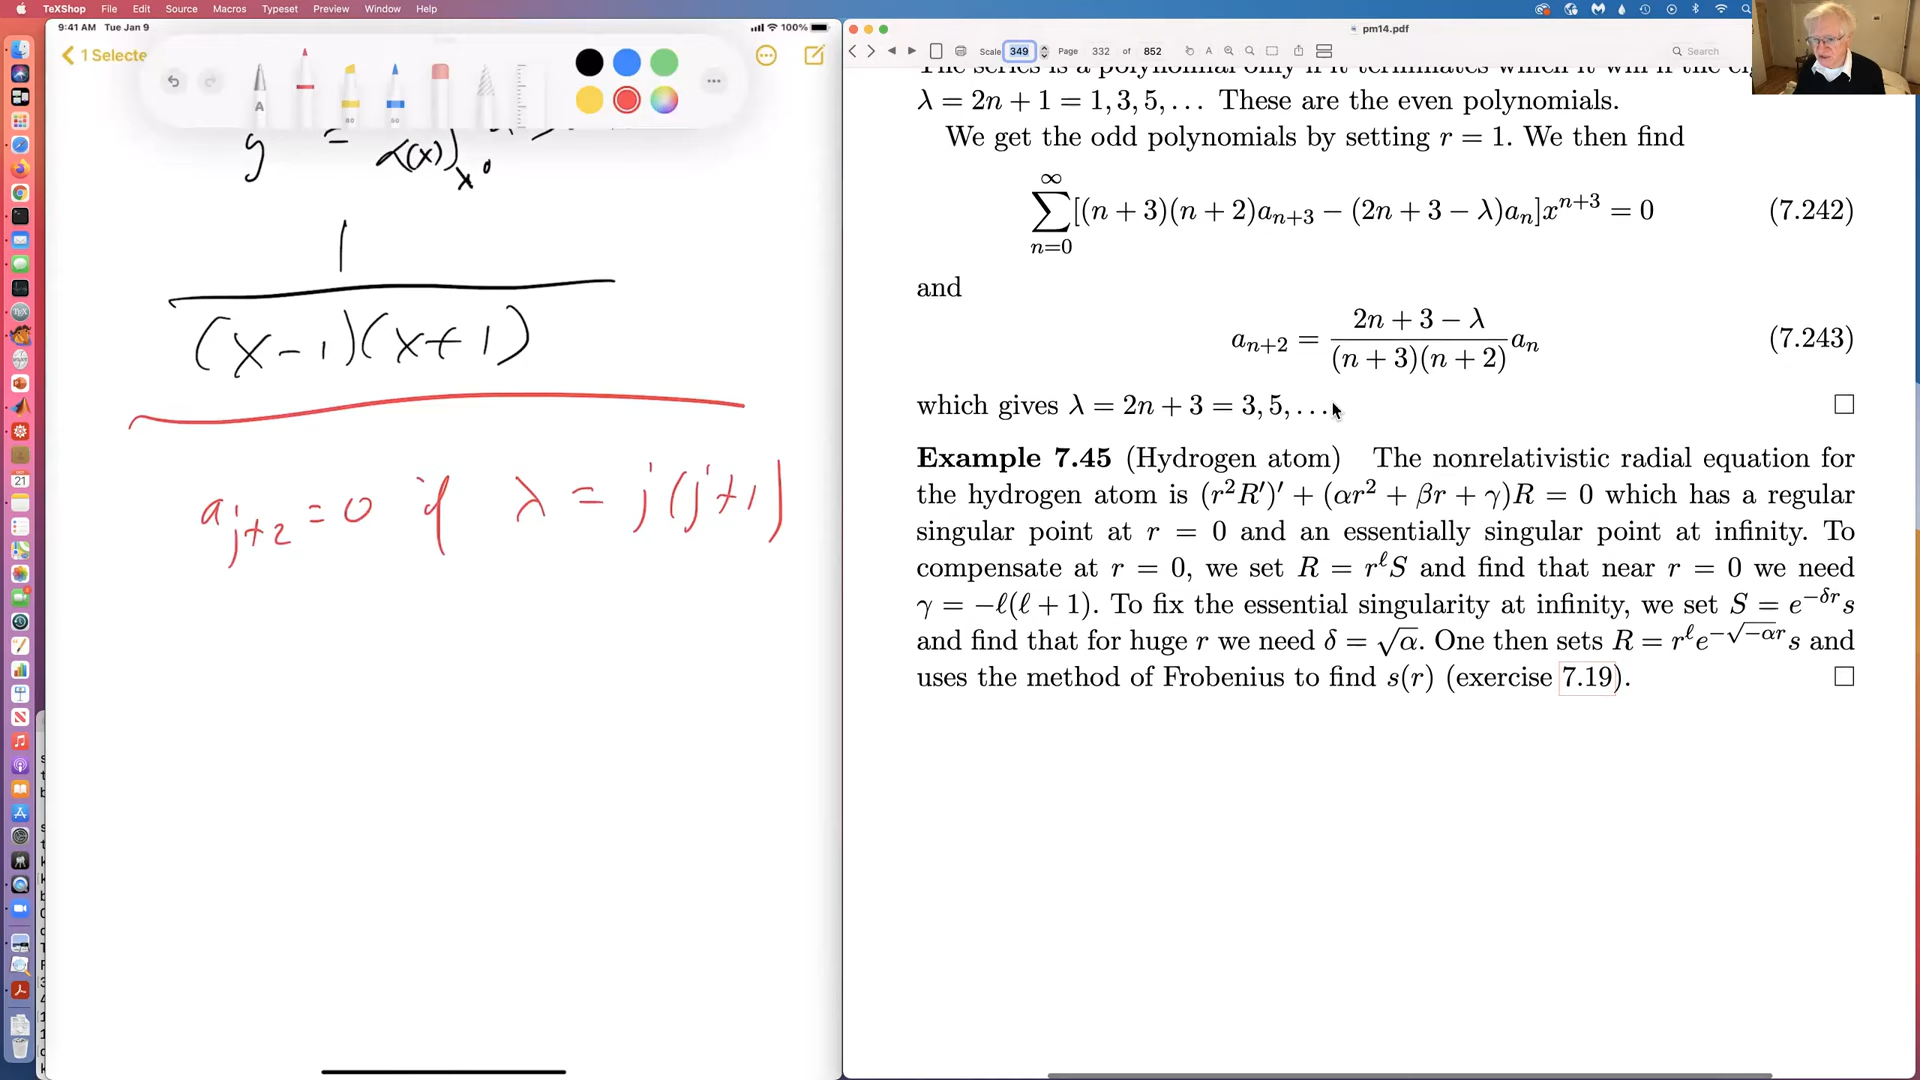 TeXShop File Edit Source Macros Typeset Preview Window Help
9:41 AM Tue Jan 9 100%
1 Selecte
y =
α(x)) x⁰
1
(x-1)(x+1)
a_{j+2} = 0 if λ = j(j+1)
pm14.pdf
Scale 349 Page 332 of 852 Search
λ = 2n + 1 = 1, 3, 5, . . . These are the even polynomials.
We get the odd polynomials by setting r = 1. We then find
∑_{n=0}^{∞} [(n + 3)(n + 2)a_{n+3} − (2n + 3 − λ)a_n]x^{n+3} = 0 (7.242)
and
a_{n+2} = \frac{2n + 3 − λ}{(n + 3)(n + 2)} a_n (7.243)
which gives λ = 2n + 3 = 3, 5, . . . □
Example 7.45 (Hydrogen atom) The nonrelativistic radial equation for
the hydrogen atom is (r²R′)′ + (αr² + βr + γ)R = 0 which has a regular
singular point at r = 0 and an essentially singular point at infinity. To
compensate at r = 0, we set R = r^ℓS and find that near r = 0 we need
γ = −ℓ(ℓ + 1). To fix the essential singularity at infinity, we set S = e^{−δr}s
and find that for huge r we need δ = √α. One then sets R = r^ℓe^{−√−αr}s and
uses the method of Frobenius to find s(r) (exercise 7.19). □